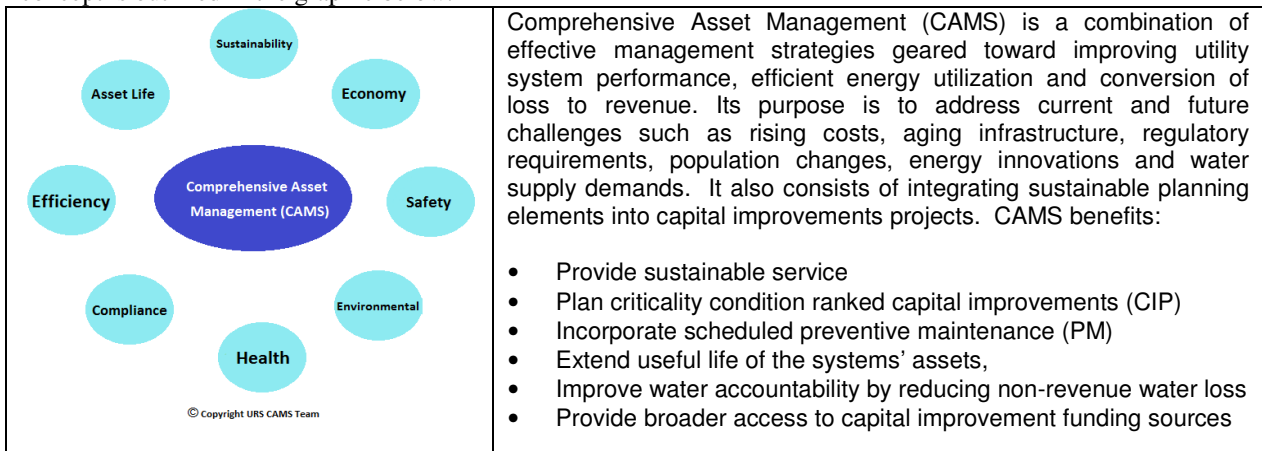 Sustainability
Asset Life
Economy
Efficiency
Comprehensive Asset
Management (CAMS)
Safety
Compliance
Environmental
Health
© Copyright URS CAMS Team
Comprehensive Asset Management (CAMS) is a combination of
effective management strategies geared toward improving utility
system performance, efficient energy utilization and conversion of
loss to revenue. Its purpose is to address current and future
challenges such as rising costs, aging infrastructure, regulatory
requirements, population changes, energy innovations and water
supply demands. It also consists of integrating sustainable planning
elements into capital improvements projects. CAMS benefits:
• Provide sustainable service
• Plan criticality condition ranked capital improvements (CIP)
• Incorporate scheduled preventive maintenance (PM)
• Extend useful life of the systems' assets,
• Improve water accountability by reducing non-revenue water loss
• Provide broader access to capital improvement funding sources